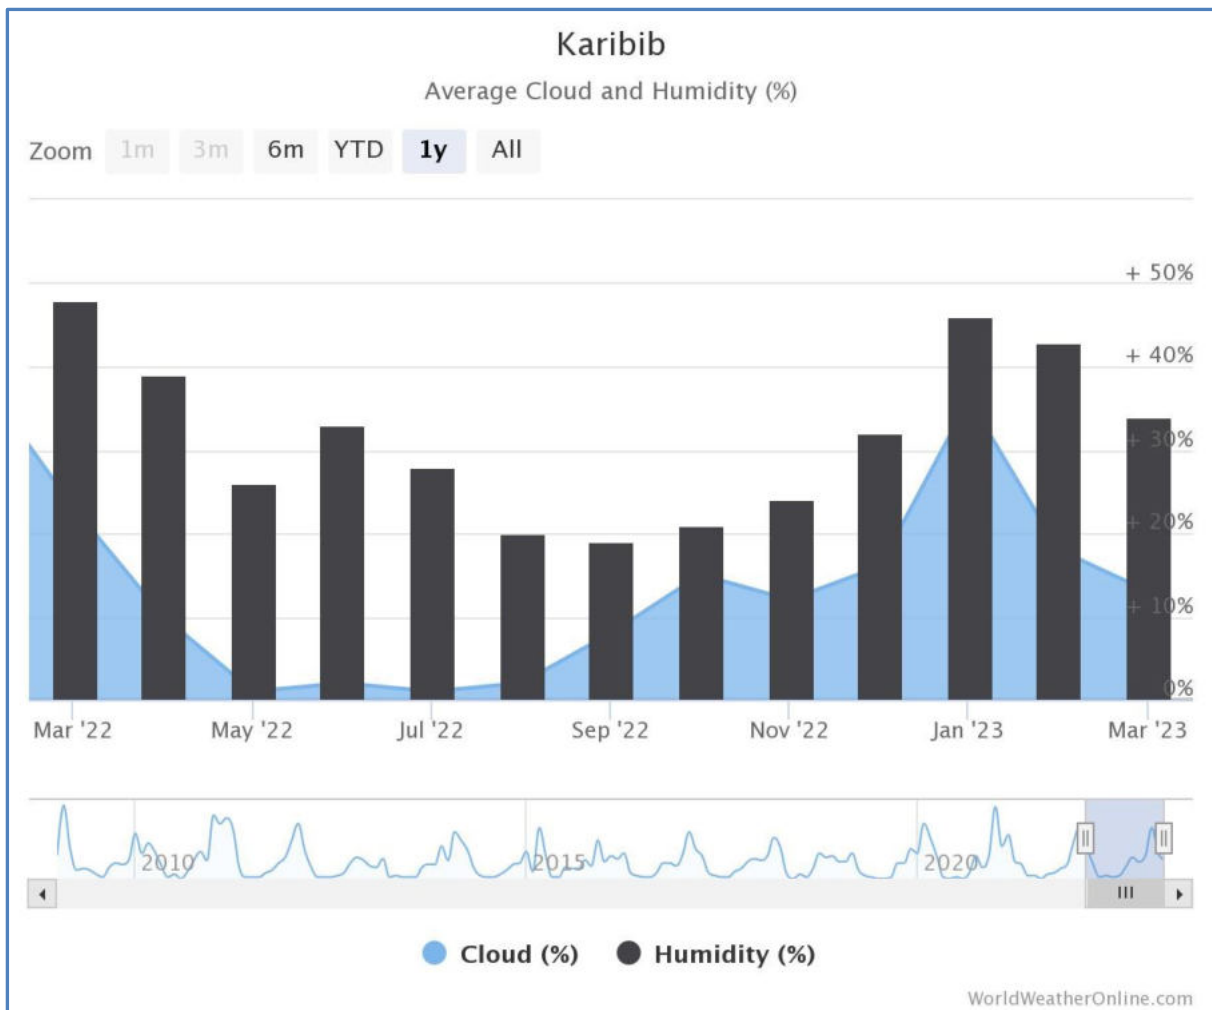 Karibib
Average Cloud and Humidity (%)
Zoom 1m 3m 6m YTD 1y All
+ 50%
+ 40%
+ 30%
+ 20%
+ 10%
0%
Mar '22 May '22 Jul '22 Sep '22 Nov '22 Jan '23 Mar '23
2010 2015 2020
Cloud (%) Humidity (%)
WorldWeatherOnline.com